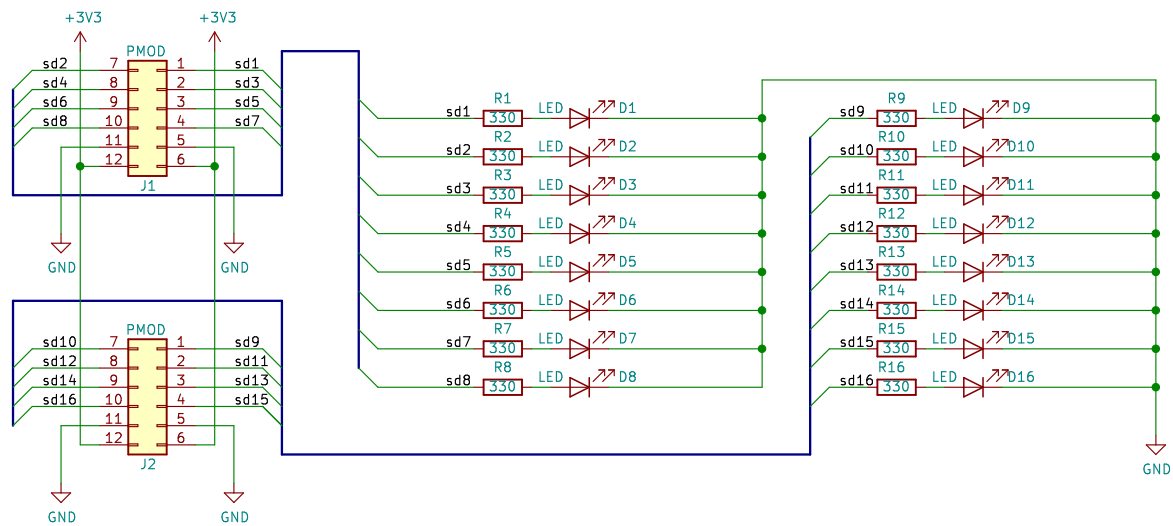 +3V3 +3V3
PMOD
sd2 7 1 sd1
sd4 8 2 sd3
sd6 9 3 sd5
sd8 10 4 sd7
11 5
12 6
J1
GND GND
PMOD
sd10 7 1 sd9
sd12 8 2 sd11
sd14 9 3 sd13
sd16 10 4 sd15
11 5
12 6
J2
GND GND
R1 LED D1
sd1 330
R2 LED D2
sd2 330
R3 LED D3
sd3 330
R4 LED D4
sd4 330
R5 LED D5
sd5 330
R6 LED D6
sd6 330
R7 LED D7
sd7 330
R8 LED D8
sd8 330
R9 LED D9
sd9 330
R10 LED D10
sd10 330
R11 LED D11
sd11 330
R12 LED D12
sd12 330
R13 LED D13
sd13 330
R14 LED D14
sd14 330
R15 LED D15
sd15 330
R16 LED D16
sd16 330
GND